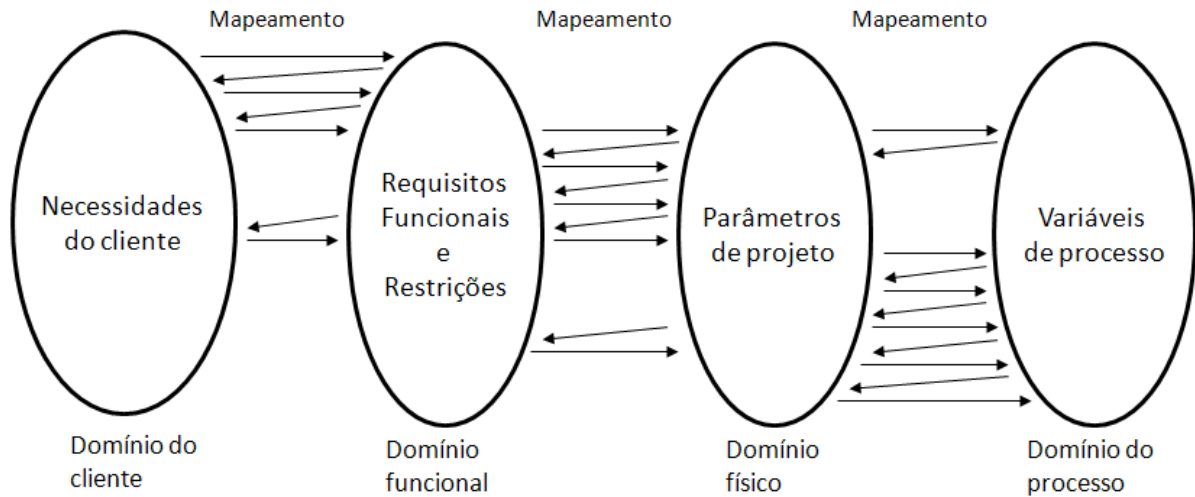 Mapeamento
Mapeamento
Mapeamento
Necessidades
do cliente
Requisitos
Funcionais
e
Restrições
Parâmetros
de projeto
Variáveis
de processo
Domínio do
cliente
Domínio
funcional
Domínio
físico
Domínio do
processo